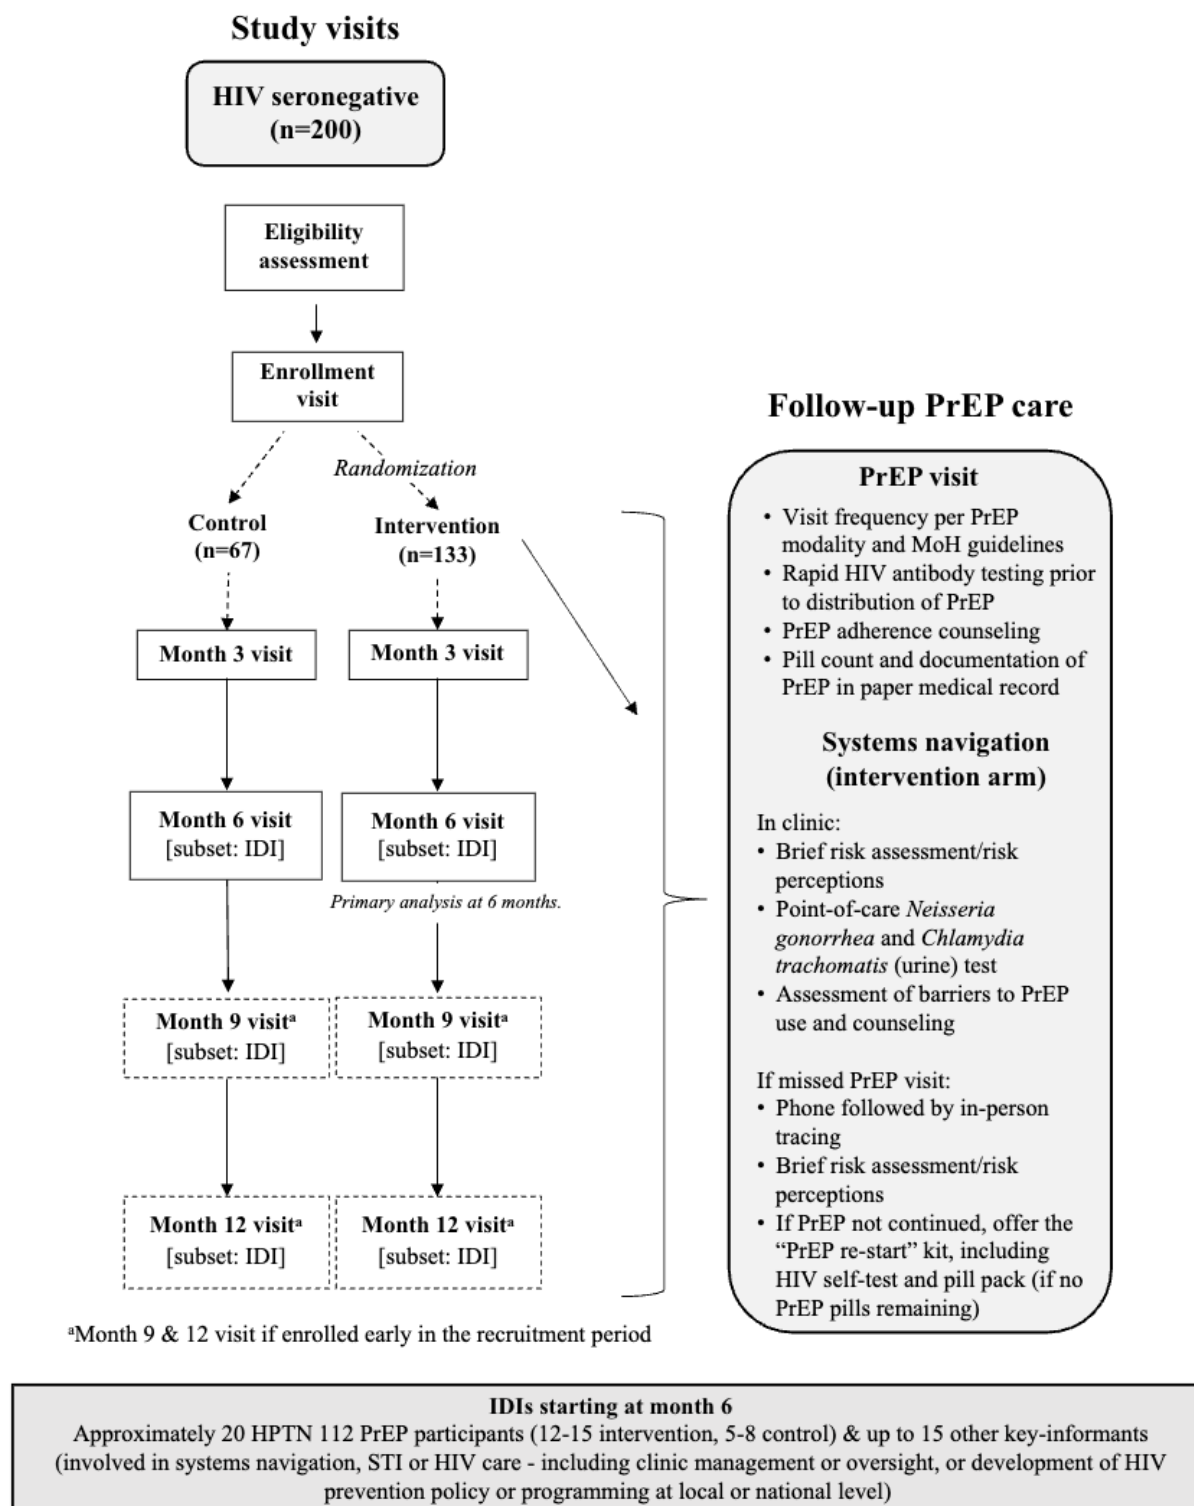 Study visits
HIV seronegative
(n=200)
Eligibility
assessment
Enrollment
visit
Randomization
Control
(n=67)
Intervention
(n=133)
Month 3 visit
Month 3 visit
Month 6 visit
[subset: IDI]
Month 6 visit
[subset: IDI]
Primary analysis at 6 months.
Month 9 visitᵃ
[subset: IDI]
Month 9 visitᵃ
[subset: IDI]
Month 12 visitᵃ
[subset: IDI]
Month 12 visitᵃ
[subset: IDI]
ᵃMonth 9 & 12 visit if enrolled early in the recruitment period
Follow-up PrEP care
PrEP visit
• Visit frequency per PrEP
modality and MoH guidelines
• Rapid HIV antibody testing prior
to distribution of PrEP
• PrEP adherence counseling
• Pill count and documentation of
PrEP in paper medical record
Systems navigation
(intervention arm)
In clinic:
• Brief risk assessment/risk
perceptions
• Point-of-care Neisseria
gonorrhea and Chlamydia
trachomatis (urine) test
• Assessment of barriers to PrEP
use and counseling
If missed PrEP visit:
• Phone followed by in-person
tracing
• Brief risk assessment/risk
perceptions
• If PrEP not continued, offer the
“PrEP re-start” kit, including
HIV self-test and pill pack (if no
PrEP pills remaining)
IDIs starting at month 6
Approximately 20 HPTN 112 PrEP participants (12-15 intervention, 5-8 control) & up to 15 other key-informants
(involved in systems navigation, STI or HIV care - including clinic management or oversight, or development of HIV
prevention policy or programming at local or national level)